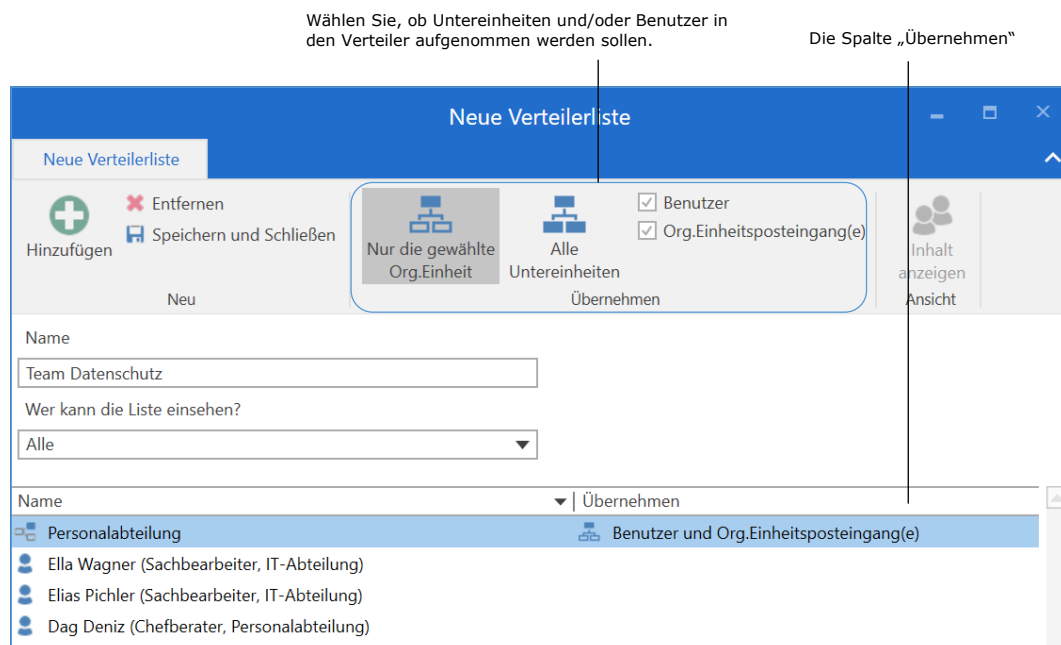 Wählen Sie, ob Untereinheiten und/oder Benutzer in
den Verteiler aufgenommen werden sollen.
Die Spalte „Übernehmen“
Neue Verteilerliste
Neue Verteilerliste
Hinzufügen
Entfernen
Speichern und Schließen
Neu
Nur die gewählte
Org.Einheit
Alle
Untereinheiten
Benutzer
Org.Einheitsposteingang(e)
Übernehmen
Inhalt
anzeigen
Ansicht
Name
Team Datenschutz
Wer kann die Liste einsehen?
Alle
Name
Übernehmen
Personalabteilung
Benutzer und Org.Einheitsposteingang(e)
Ella Wagner (Sachbearbeiter, IT-Abteilung)
Elias Pichler (Sachbearbeiter, IT-Abteilung)
Dag Deniz (Chefberater, Personalabteilung)